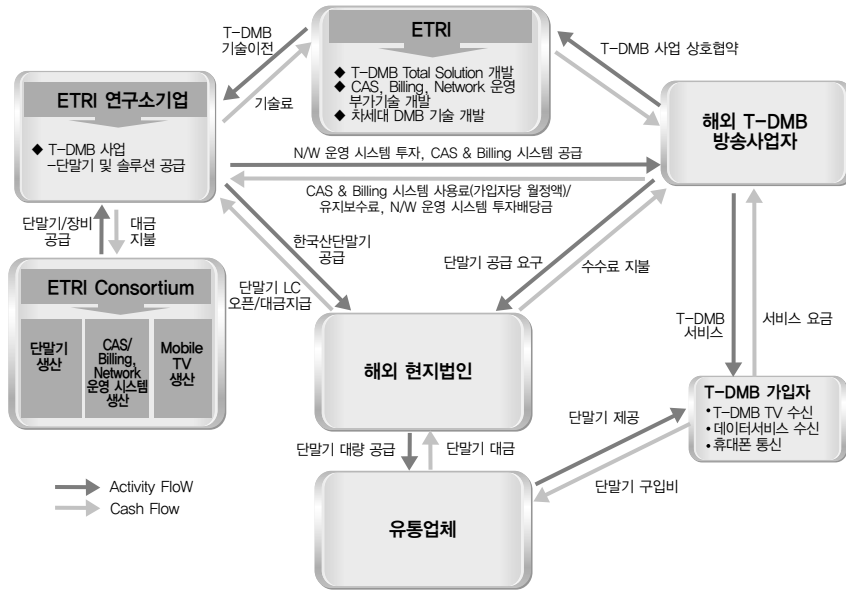 T-DMB
기술이전
ETRI
◆ T-DMB Total Solution 개발
◆ CAS, Billing, Network 운영
부가기술 개발
◆ 차세대 DMB 기술 개발
T-DMB 사업 상호협약
기술료
ETRI 연구소기업
◆ T-DMB 사업
-단말기 및 솔루션 공급
해외 T-DMB
방송사업자
N/W 운영 시스템 투자, CAS & Billing 시스템 공급
CAS & Billing 시스템 사용료(가입자당 월정액)/
유지보수료, N/W 운영 시스템 투자배당금
단말기/장비
공급
대금
지불
한국산단말기
공급
단말기 공급 요구
수수료 지불
단말기 LC
오픈/대금지급
ETRI Consortium
단말기
생산
CAS/
Billing,
Network
운영 시스템
생산
Mobile
TV
생산
해외 현지법인
T-DMB
서비스
서비스 요금
T-DMB 가입자
•T-DMB TV 수신
•데이터서비스 수신
•휴대폰 통신
단말기 제공
단말기 대량 공급
단말기 대금
단말기 구입비
유통업체
Activity FloW
Cash Flow